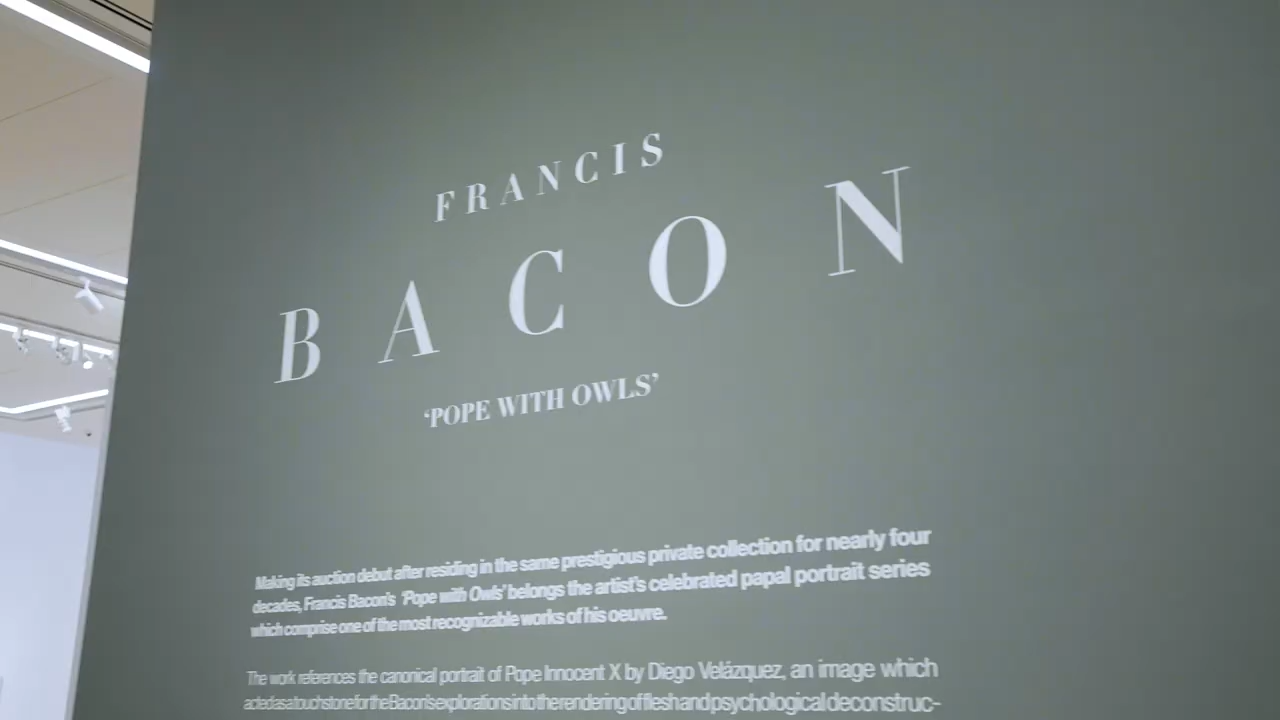 FRANCIS
BACON
‘POPE WITH OWLS’
Making its auction debut after residing in the same prestigious private collection for nearly four
decades, Francis Bacon's ‘Pope with Owls’ belongs the artist's celebrated papal portrait series
which comprise one of the most recognizable works of his oeuvre.
The work references the canonical portrait of Pope Innocent X by Diego Velázquez, an image which
acted as a touchstone for the Bacon's explorations into the rendering of flesh and psychological deconstruc-